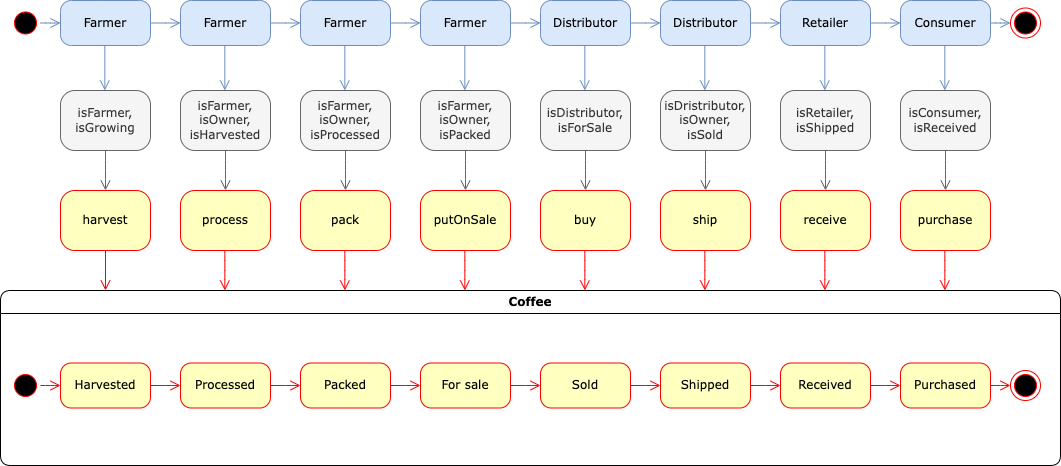 Farmer
Farmer
Farmer
Farmer
Distributor
Distributor
Retailer
Consumer
isFarmer,
isGrowing
isFarmer,
isOwner,
isHarvested
isFarmer,
isOwner,
isProcessed
isFarmer,
isOwner,
isPacked
isDistributor,
isForSale
isDristributor,
isOwner,
isSold
isRetailer,
isShipped
isConsumer,
isReceived
harvest
process
pack
putOnSale
buy
ship
receive
purchase
Coffee
Harvested
Processed
Packed
For sale
Sold
Shipped
Received
Purchased